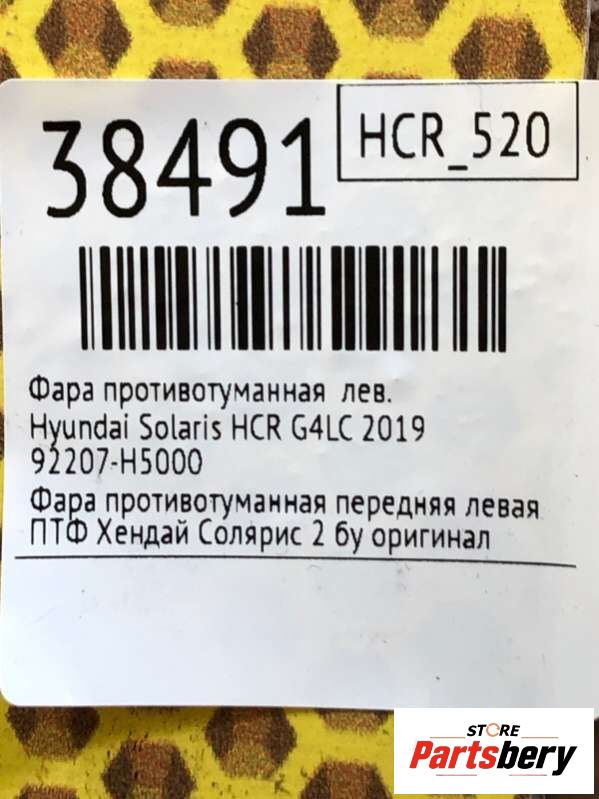 38491
HCR_520
Фара противотуманная лев.
Hyundai Solaris HCR G4LC 2019
92207-H5000
Фара противотуманная передняя левая
ПТФ Хендай Солярис 2 бу оригинал
STORE
Partsbery